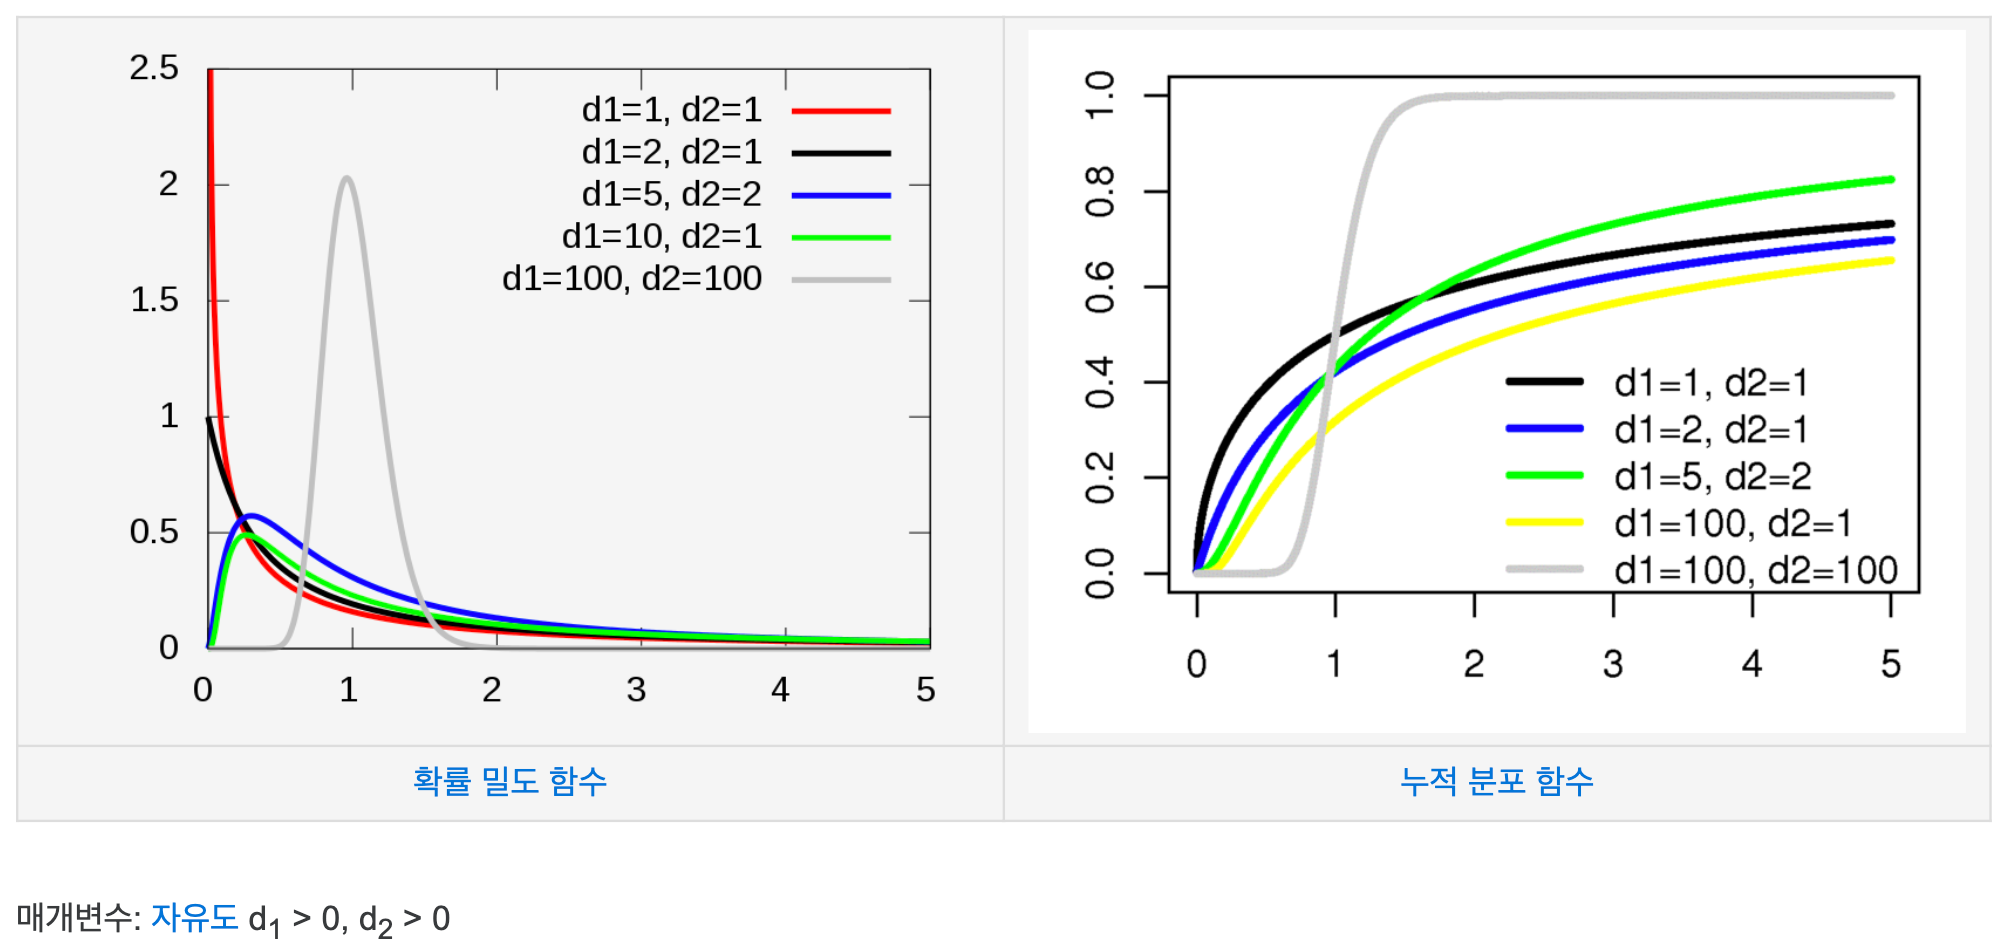 2.5
2
1.5
1
0.5
0
0 1 2 3 4 5
d1=1, d2=1
d1=2, d2=1
d1=5, d2=2
d1=10, d2=1
d1=100, d2=100
1.0
0.8
0.6
0.4
0.2
0.0
d1=1, d2=1
d1=2, d2=1
d1=5, d2=2
d1=100, d2=1
d1=100, d2=100
0 1 2 3 4 5
확률 밀도 함수
누적 분포 함수
매개변수: 자유도 d₁ > 0, d₂ > 0